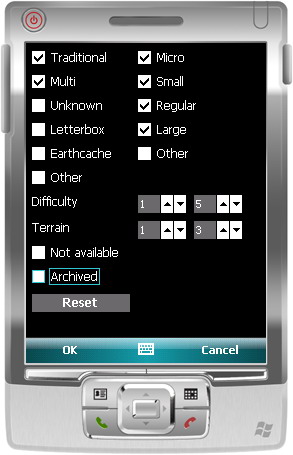 Traditional Micro
Multi Small
Unknown Regular
Letterbox Large
Earthcache Other
Other
Difficulty 1 5
Terrain 1 3
Not available
Archived
Reset
OK Cancel